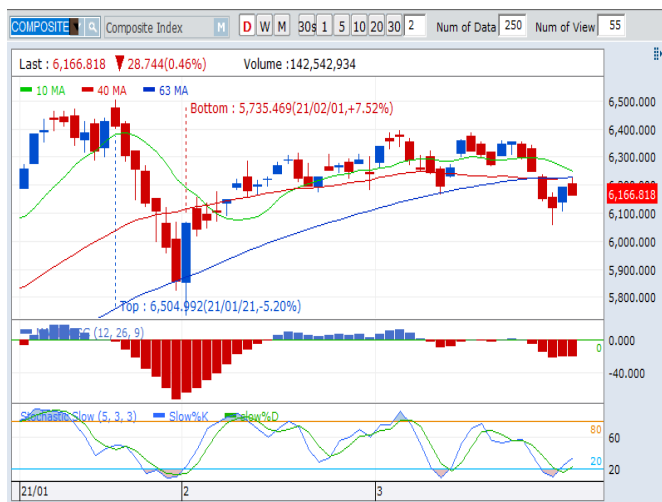 COMPOSITE Composite Index M D W M 30s 1 5 10 20 30 2 Num of Data 250 Num of View 55
Last : 6,166.818 ▼ 28.744(0.46%) Volume :142,542,934
10 MA 40 MA 63 MA
Bottom : 5,735.469(21/02/01,+7.52%)
6,500.000
6,400.000
6,300.000
6,166.818
6,100.000
6,000.000
5,900.000
5,800.000
Top : 6,504.992(21/01/21,-5.20%)
(12, 26, 9)
0.000
0
-40.000
Stochastic Slow (5, 3, 3) Slow%K slow%D
80
60
20
20
21/01 2 3